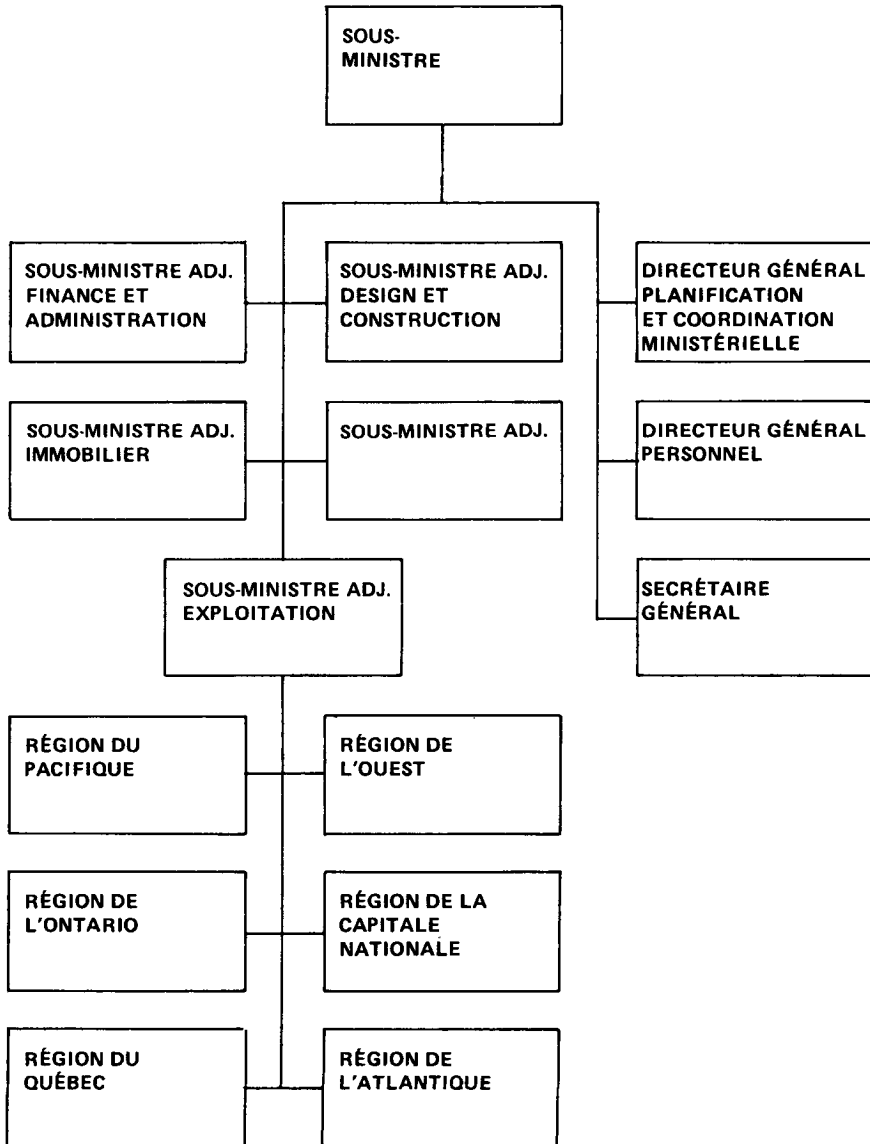 SOUS-
MINISTRE
SOUS-MINISTRE ADJ.
FINANCE ET
ADMINISTRATION
SOUS-MINISTRE ADJ.
DESIGN ET
CONSTRUCTION
DIRECTEUR GÉNÉRAL
PLANIFICATION
ET COORDINATION
MINISTÉRIELLE
SOUS-MINISTRE ADJ.
IMMOBILIER
SOUS-MINISTRE ADJ.
DIRECTEUR GÉNÉRAL
PERSONNEL
SOUS-MINISTRE ADJ.
EXPLOITATION
SECRÉTAIRE
GÉNÉRAL
RÉGION DU
PACIFIQUE
RÉGION DE
L'OUEST
RÉGION DE
L'ONTARIO
RÉGION DE LA
CAPITALE
NATIONALE
RÉGION DU
QUÉBEC
RÉGION DE
L'ATLANTIQUE